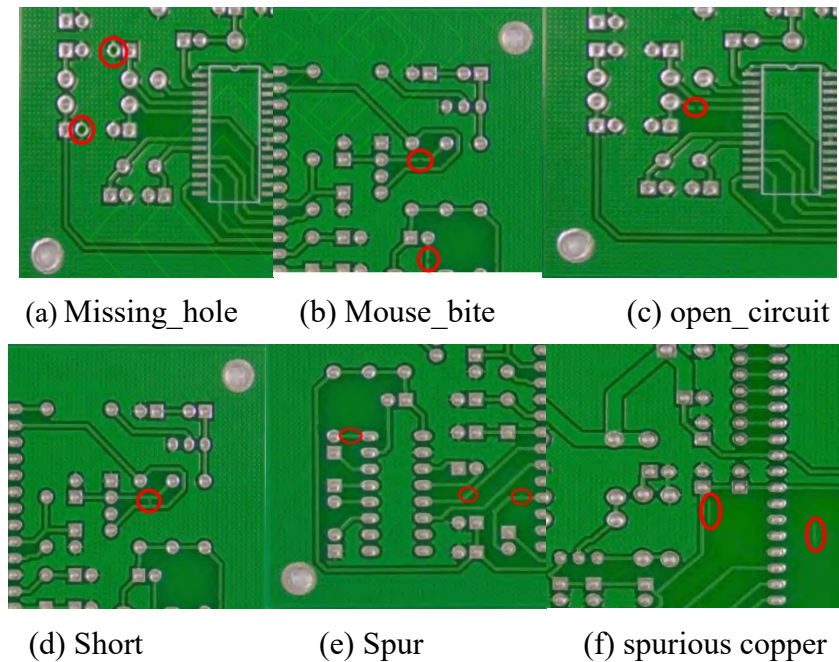 (a) Missing_hole
(b) Mouse_bite
(c) open_circuit
(d) Short
(e) Spur
(f) spurious copper